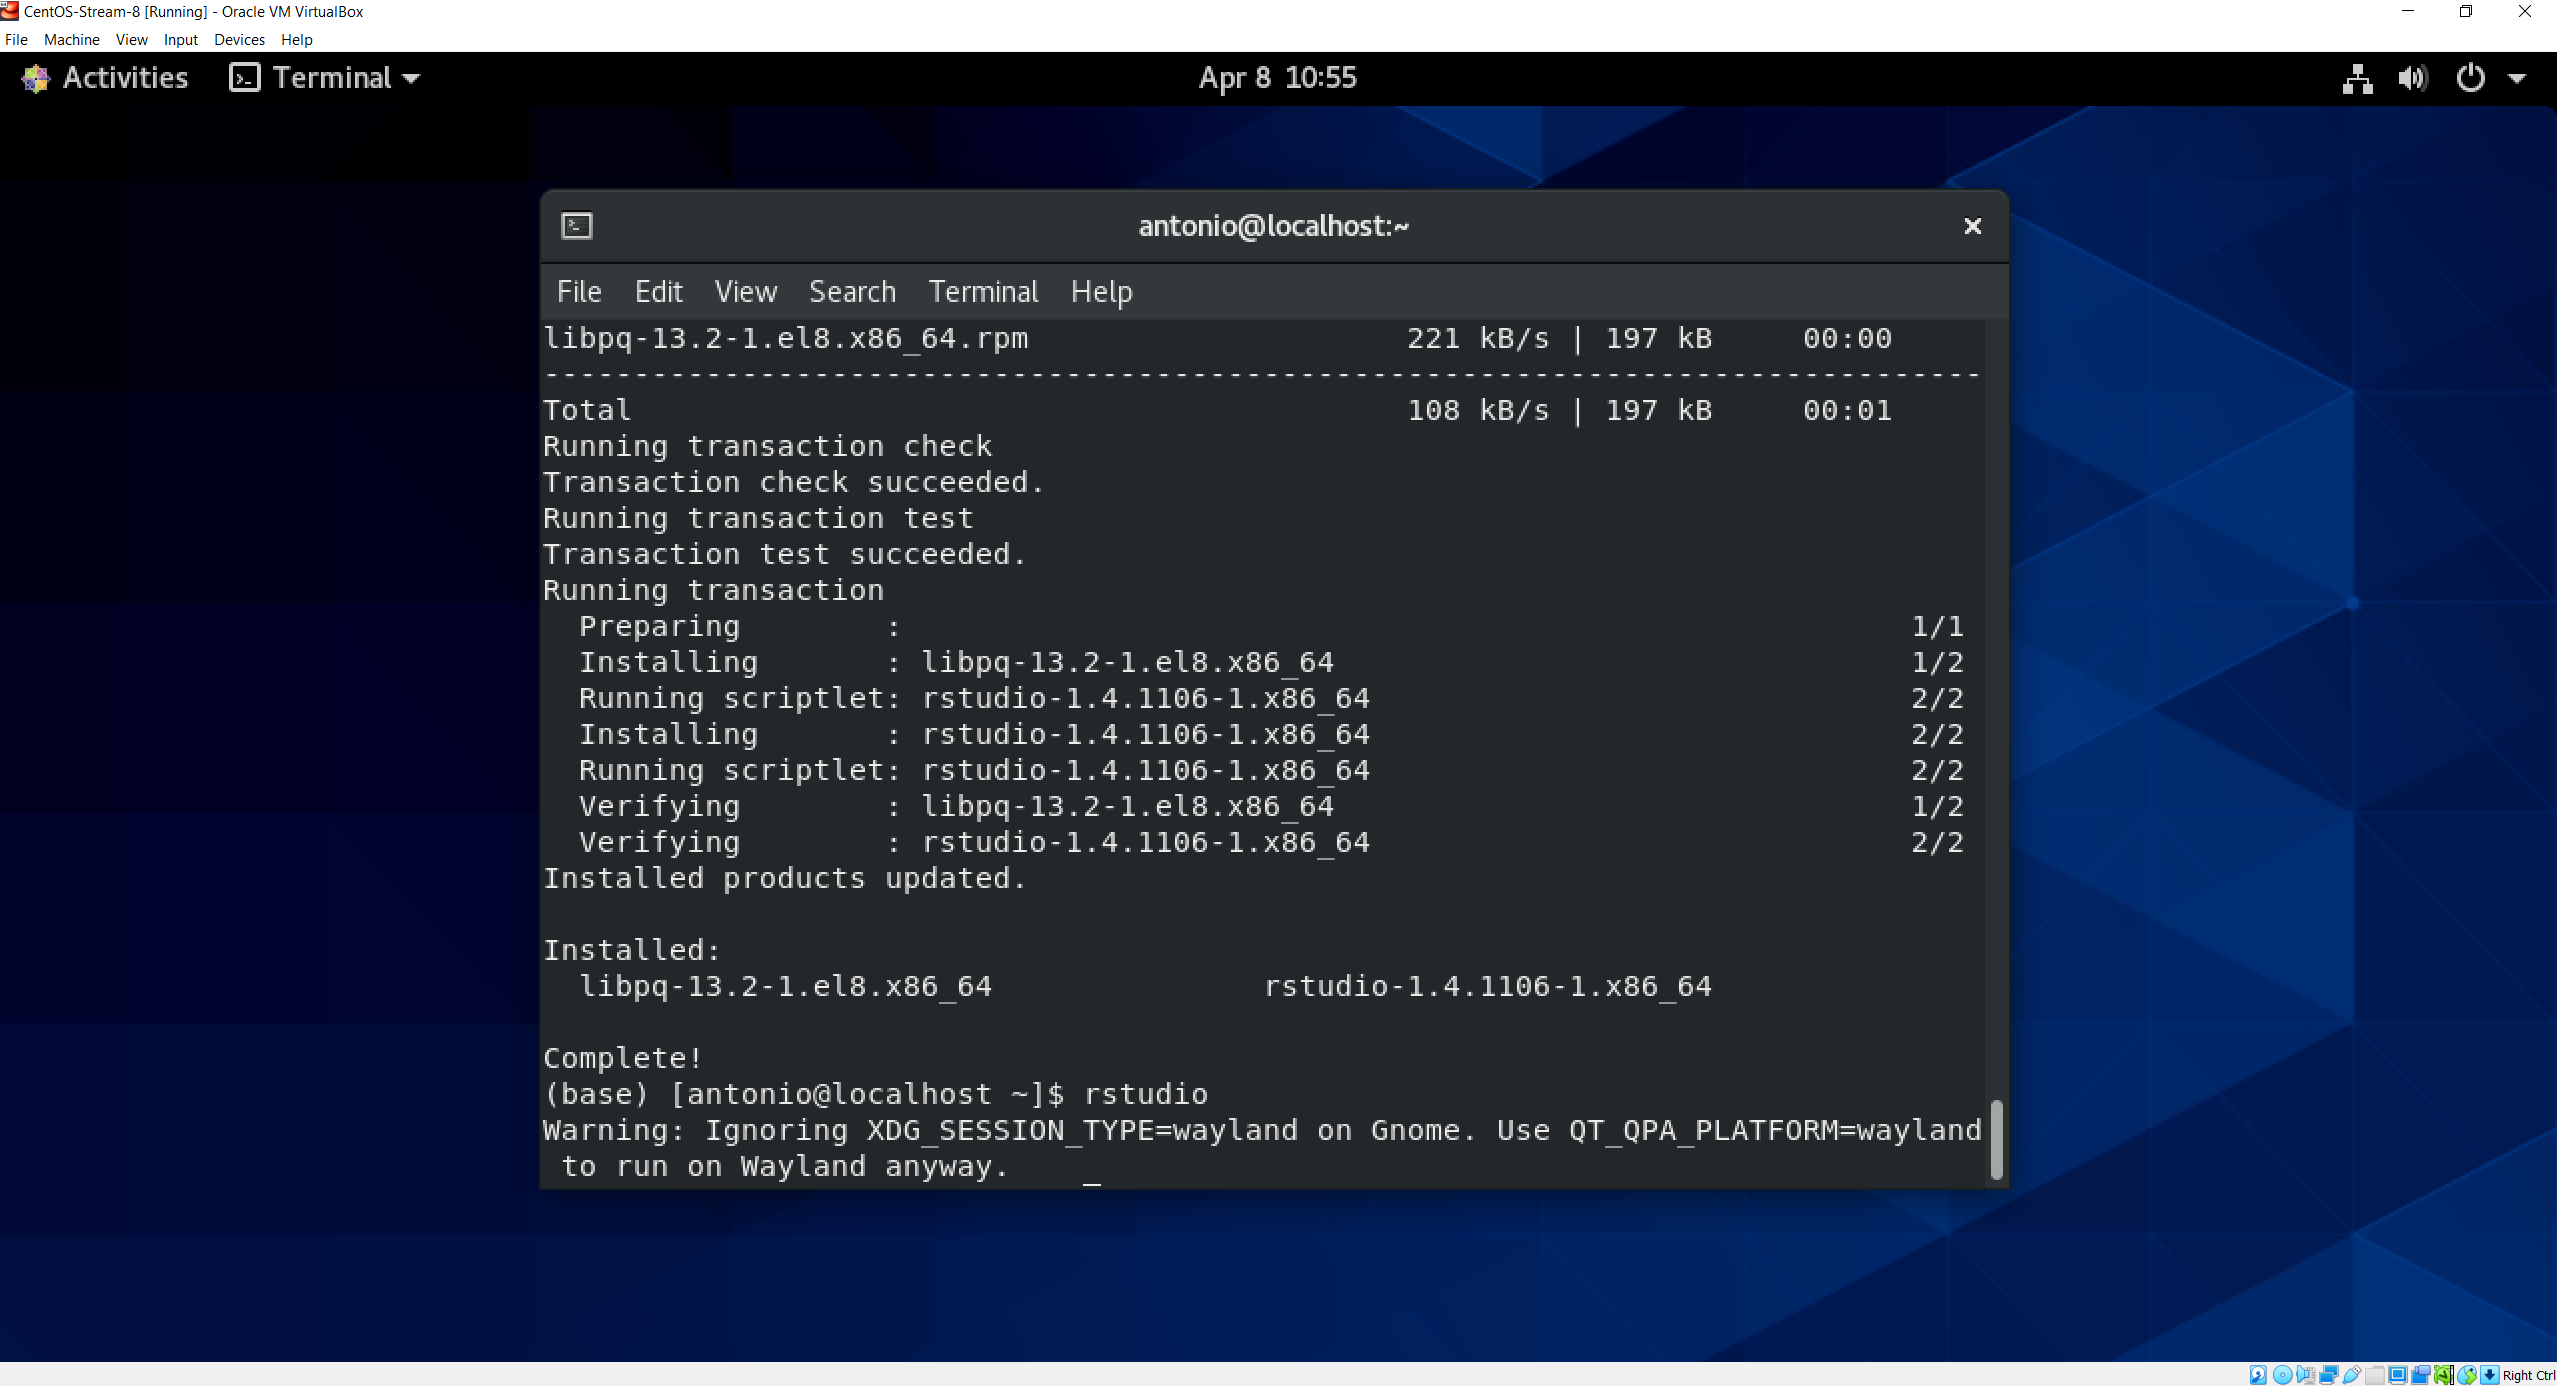 CentOS-Stream-8 [Running] - Oracle VM VirtualBox
File Machine View Input Devices Help
Activities Terminal Apr 8 10:55
antonio@localhost:~
File Edit View Search Terminal Help
libpq-13.2-1.el8.x86_64.rpm 221 kB/s | 197 kB 00:00
--------------------------------------------------------------------------------
Total 108 kB/s | 197 kB 00:01
Running transaction check
Transaction check succeeded.
Running transaction test
Transaction test succeeded.
Running transaction
Preparing : 1/1
Installing : libpq-13.2-1.el8.x86_64 1/2
Running scriptlet: rstudio-1.4.1106-1.x86_64 2/2
Installing : rstudio-1.4.1106-1.x86_64 2/2
Running scriptlet: rstudio-1.4.1106-1.x86_64 2/2
Verifying : libpq-13.2-1.el8.x86_64 1/2
Verifying : rstudio-1.4.1106-1.x86_64 2/2
Installed products updated.
Installed:
libpq-13.2-1.el8.x86_64 rstudio-1.4.1106-1.x86_64
Complete!
(base) [antonio@localhost ~]$ rstudio
Warning: Ignoring XDG_SESSION_TYPE=wayland on Gnome. Use QT_QPA_PLATFORM=wayland
to run on Wayland anyway.
Right Ctrl